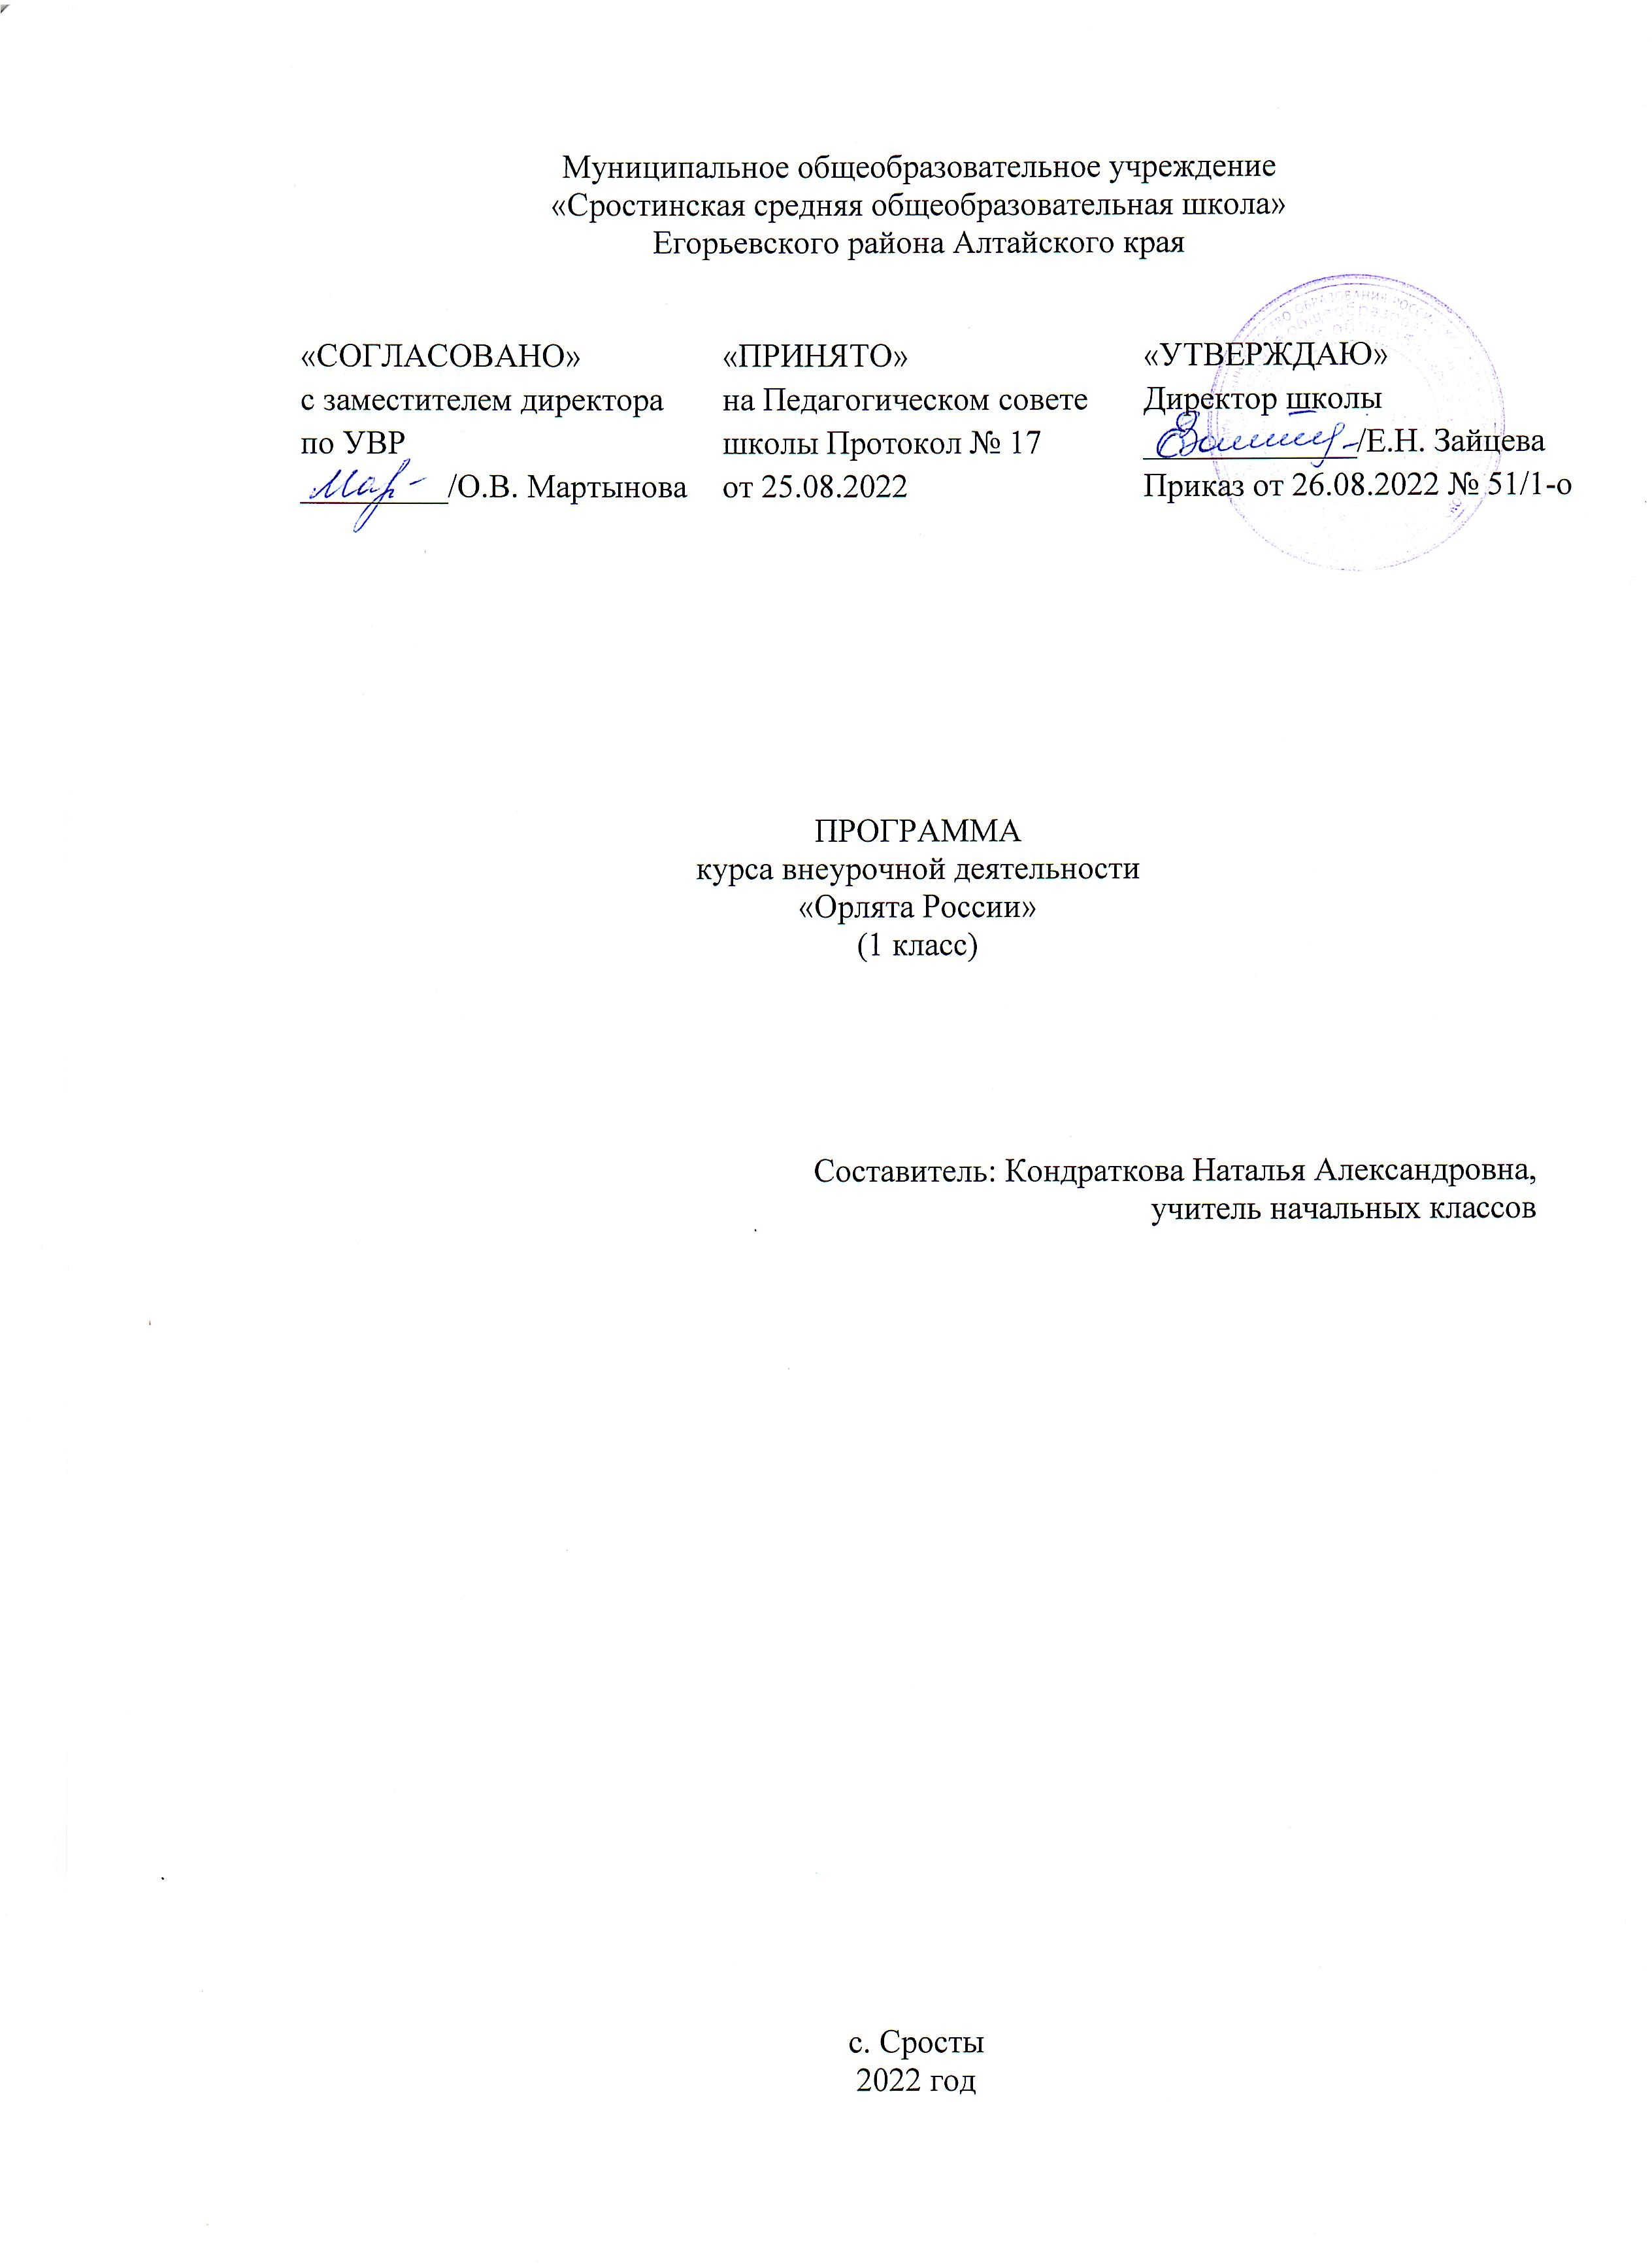 Муниципальное общеобразовательное учреждение
«Сростинская средняя общеобразовательная школа»
Егорьевского района Алтайского края
«СОГЛАСОВАНО»
с заместителем директора
по УВР
/О.В. Мартынова
«ПРИНЯТО»
на Педагогическом совете
школы Протокол № 17
от 25.08.2022
«УТВЕРЖДАЮ»
Директор школы
/Е.Н. Зайцева
Приказ от 26.08.2022 № 51/1-о
ПРОГРАММА
курса внеурочной деятельности
«Орлята России»
(1 класс)
Составитель: Кондраткова Наталья Александровна,
учитель начальных классов
с. Сросты
2022 год